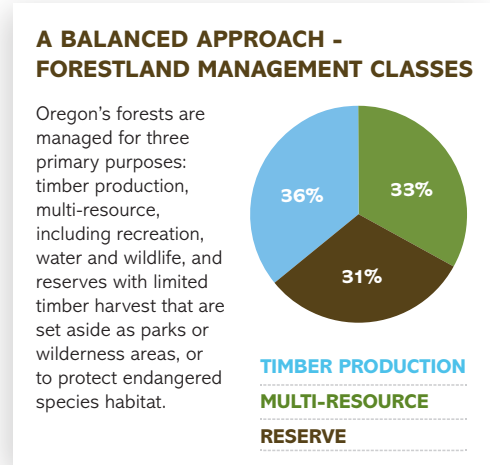 A BALANCED APPROACH -
FORESTLAND MANAGEMENT CLASSES
Oregon's forests are
managed for three
primary purposes:
timber production,
multi-resource,
including recreation,
water and wildlife, and
reserves with limited
timber harvest that are
set aside as parks or
wilderness areas, or
to protect endangered
species habitat.
36%
33%
31%
TIMBER PRODUCTION
MULTI-RESOURCE
RESERVE